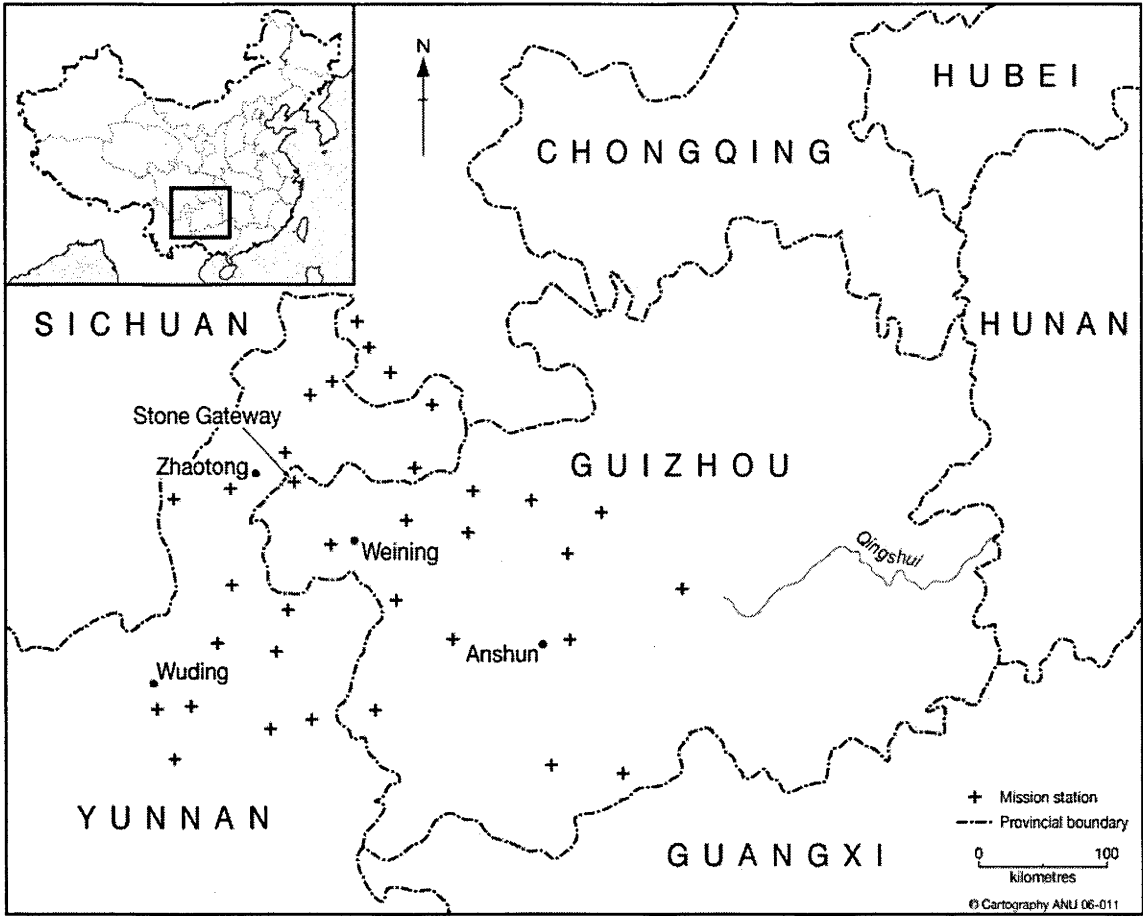 N
HUBEI
CHONGQING
SICHUAN
HUNAN
Stone Gateway
Zhaotong
GUIZHOU
Qingshui
Weining
Anshun
Wuding
YUNNAN
GUANGXI
Mission station
Provincial boundary
0 100
kilometres
© Cartography ANU 06-011